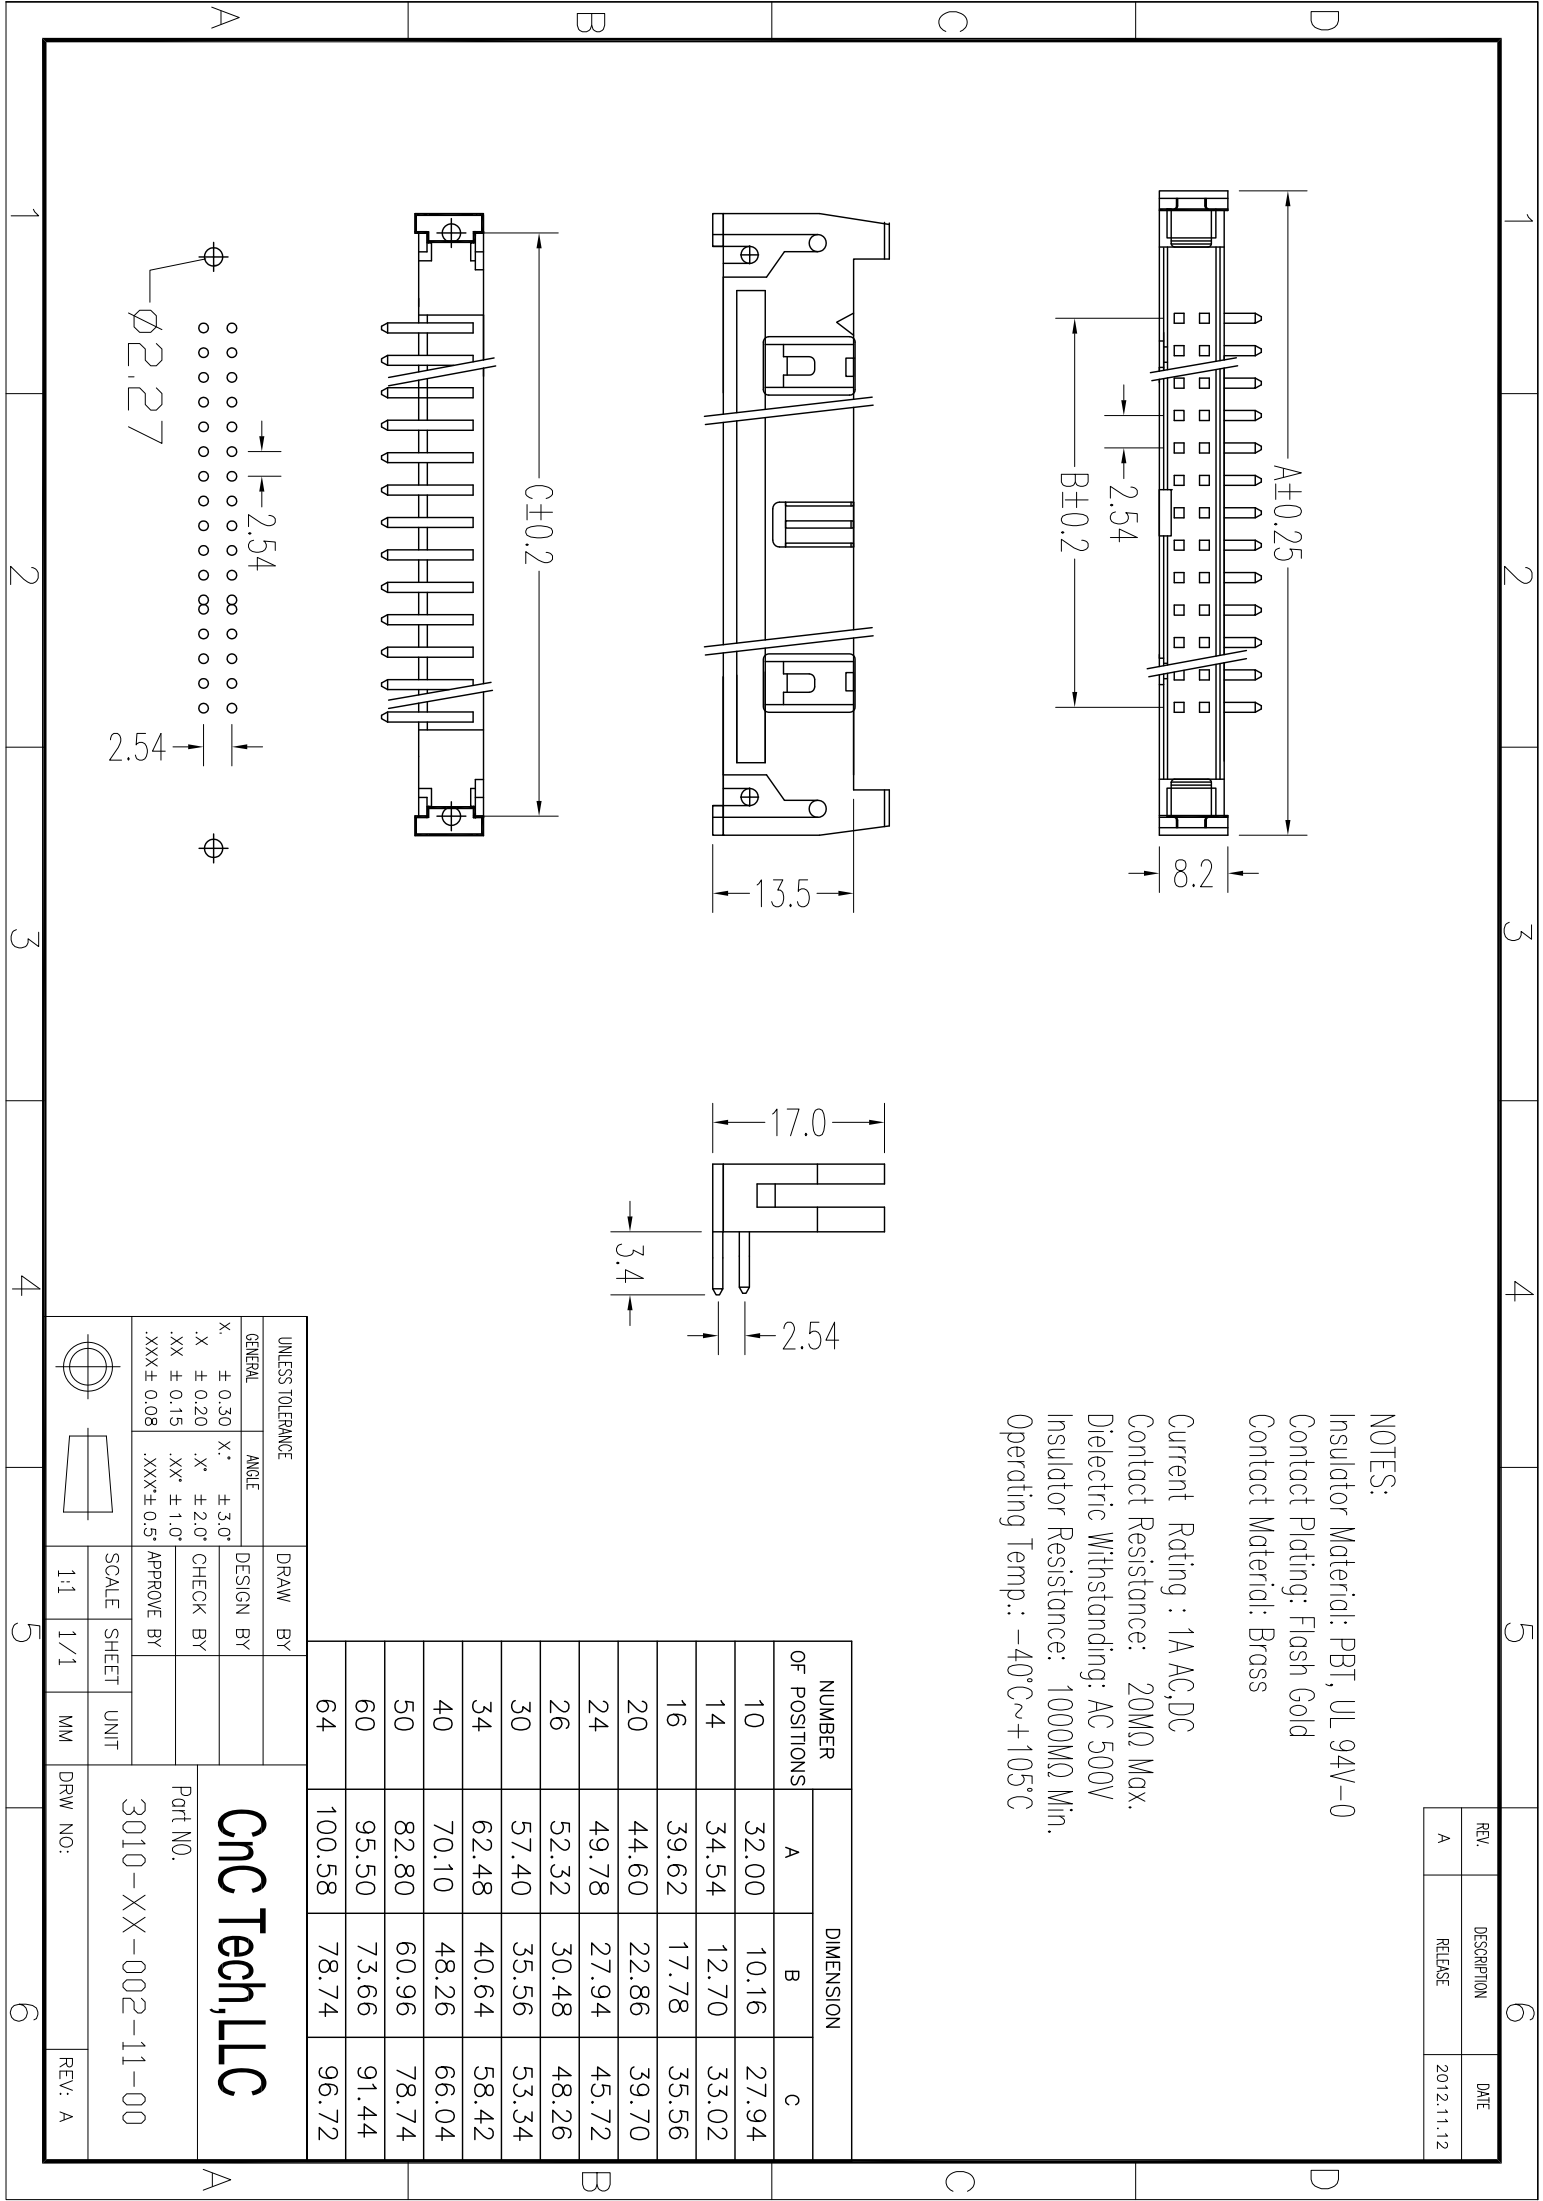 D
C
B
A
1
2
3
4
5
6
1
2
3
4
5
6
D
C
B
A
REV. DESCRIPTION DATE
A RELEASE 2012.11.12
A±0.25
2.54
B±0.2
8.2
13.5
17.0
3.4
2.54
C±0.2
2.54
Ø2.27
2.54
NOTES:
Insulator Material: PBT, UL 94V-0
Contact Plating: Flash Gold
Contact Material: Brass
Current Rating : 1A AC,DC
Contact Resistance: 20MΩ Max.
Dielectric Withstanding: AC 500V
Insulator Resistance: 1000MΩ Min.
Operating Temp.: -40°C~+105°C
NUMBER OF POSITIONS DIMENSION
A B C
10 32.00 10.16 27.94
14 34.54 12.70 33.02
16 39.62 17.78 35.56
20 44.60 22.86 39.70
24 49.78 27.94 45.72
26 52.32 30.48 48.26
30 57.40 35.56 53.34
34 62.48 40.64 58.42
40 70.10 48.26 66.04
50 82.80 60.96 78.74
60 95.50 73.66 91.44
64 100.58 78.74 96.72
UNLESS TOLERANCE
GENERAL ANGLE
X. ± 0.30 X.° ± 3.0°
.X ± 0.20 .X° ± 2.0°
.XX ± 0.15 .XX° ± 1.0°
.XXX± 0.08 .XXX°± 0.5°
DRAW BY
DESIGN BY
CHECK BY
APPROVE BY
SCALE SHEET UNIT
1:1 1/1 MM
CnC Tech,LLC
Part NO.
3010-XX-002-11-00
DRW NO: REV: A